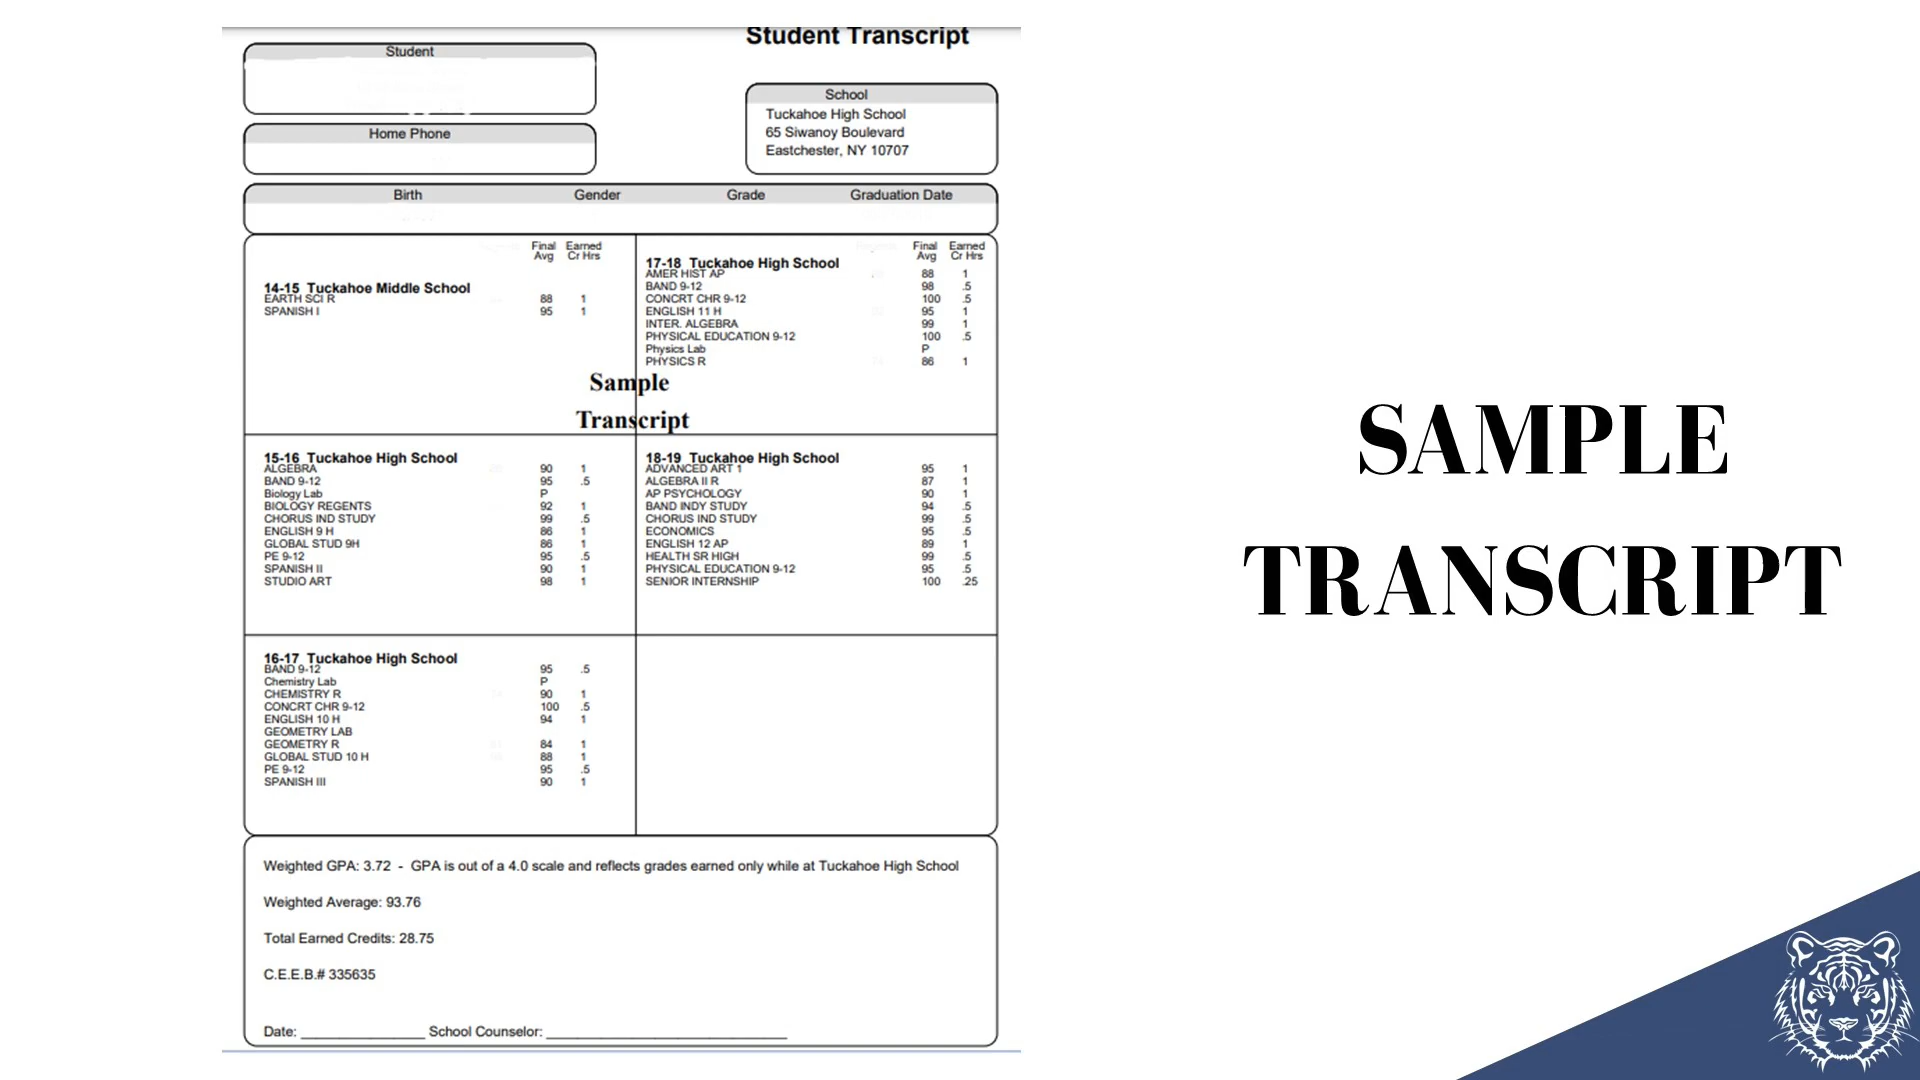 Student Transcript
Student
Home Phone
School
Tuckahoe High School
65 Siwanoy Boulevard
Eastchester, NY 10707
Birth Gender Grade Graduation Date
Final Avg Earned Cr Hrs
14-15 Tuckahoe Middle School
EARTH SCI R 88 1
SPANISH I 95 1
Final Avg Earned Cr Hrs
17-18 Tuckahoe High School
AMER HIST AP 88 1
BAND 9-12 98 .5
CONCRT CHR 9-12 100 .5
ENGLISH 11 H 95 1
INTER. ALGEBRA 99 1
PHYSICAL EDUCATION 9-12 100 .5
Physics Lab P
PHYSICS R 86 1
Sample
Transcript
15-16 Tuckahoe High School
ALGEBRA 90 1
BAND 9-12 95 .5
Biology Lab P
BIOLOGY REGENTS 92 1
CHORUS IND STUDY 99 .5
ENGLISH 9 H 86 1
GLOBAL STUD 9H 86 1
PE 9-12 95 .5
SPANISH II 90 1
STUDIO ART 98 1
18-19 Tuckahoe High School
ADVANCED ART 1 95 1
ALGEBRA II R 87 1
AP PSYCHOLOGY 90 1
BAND INDY STUDY 94 .5
CHORUS IND STUDY 99 .5
ECONOMICS 95 .5
ENGLISH 12 AP 89 1
HEALTH SR HIGH 99 .5
PHYSICAL EDUCATION 9-12 95 .5
SENIOR INTERNSHIP 100 .25
16-17 Tuckahoe High School
BAND 9-12 95 .5
Chemistry Lab P
CHEMISTRY R 90 1
CONCRT CHR 9-12 100 .5
ENGLISH 10 H 94 1
GEOMETRY LAB
GEOMETRY R 84 1
GLOBAL STUD 10 H 88 1
PE 9-12 95 .5
SPANISH III 90 1
Weighted GPA: 3.72 - GPA is out of a 4.0 scale and reflects grades earned only while at Tuckahoe High School
Weighted Average: 93.76
Total Earned Credits: 28.75
C.E.E.B.# 335635
Date: ________________ School Counselor: ________________________________
SAMPLE
TRANSCRIPT